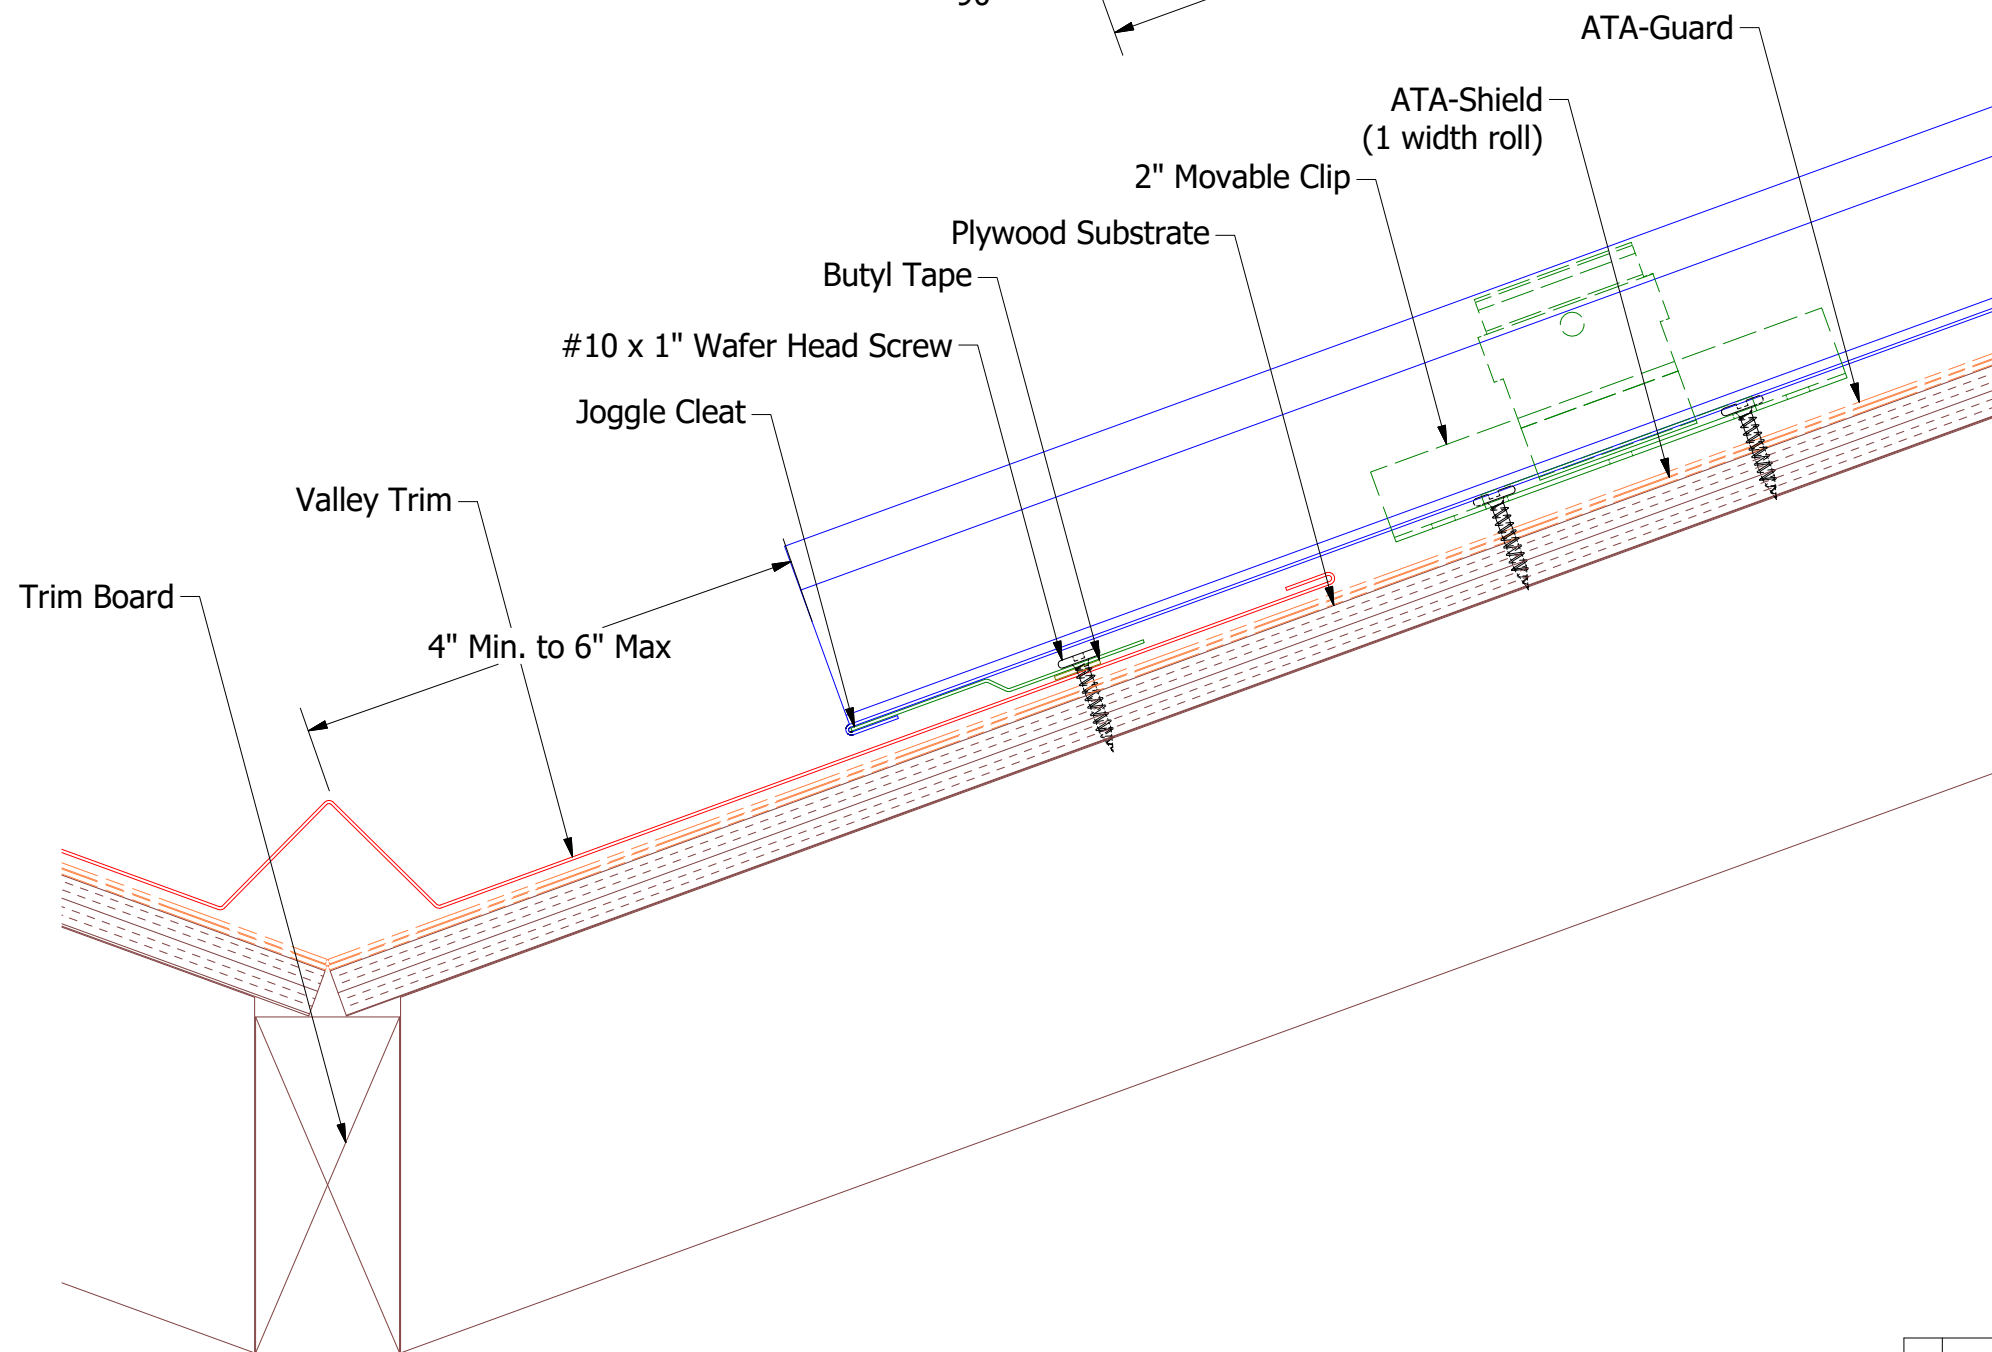 ATA-Guard
ATA-Shield
(1 width roll)
2" Movable Clip
Plywood Substrate
Butyl Tape
#10 x 1" Wafer Head Screw
Joggle Cleat
Valley Trim
Trim Board
4" Min. to 6" Max